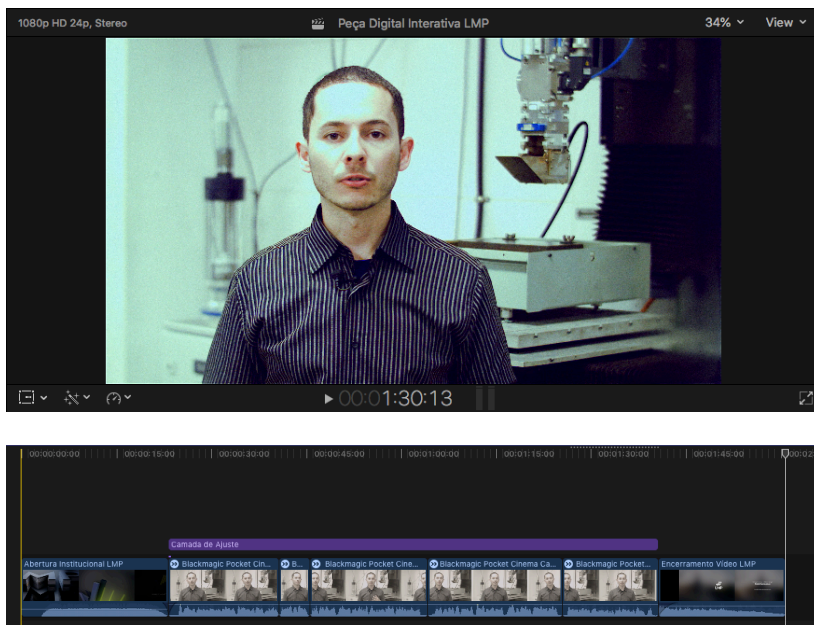 1080p HD 24p, Stereo
Peça Digital Interativa LMP
34%
View
00:01:30:13
00:00:00:00
00:00:15:00
00:00:30:00
00:00:45:00
00:01:00:00
00:01:15:00
00:01:30:00
00:01:45:00
00:02:
Camada de Ajuste
Abertura Institucional LMP
Blackmagic Pocket Cin...
B...
Blackmagic Pocket Cine...
Blackmagic Pocket Cinema Ca...
Blackmagic Pocket...
Encerramento Vídeo LMP